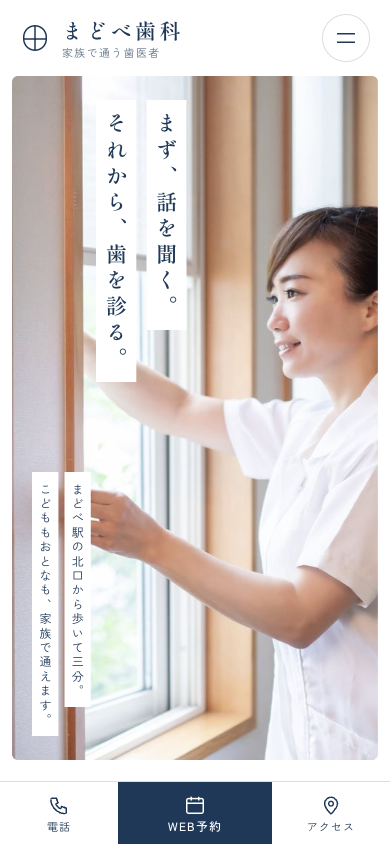 まどべ歯科
家族で通う歯医者
まず、話を聞く。
それから、歯を診る。
まどべ駅の北口から歩いて三分。
こどももおとなも、家族で通えます。
電話
WEB予約
アクセス